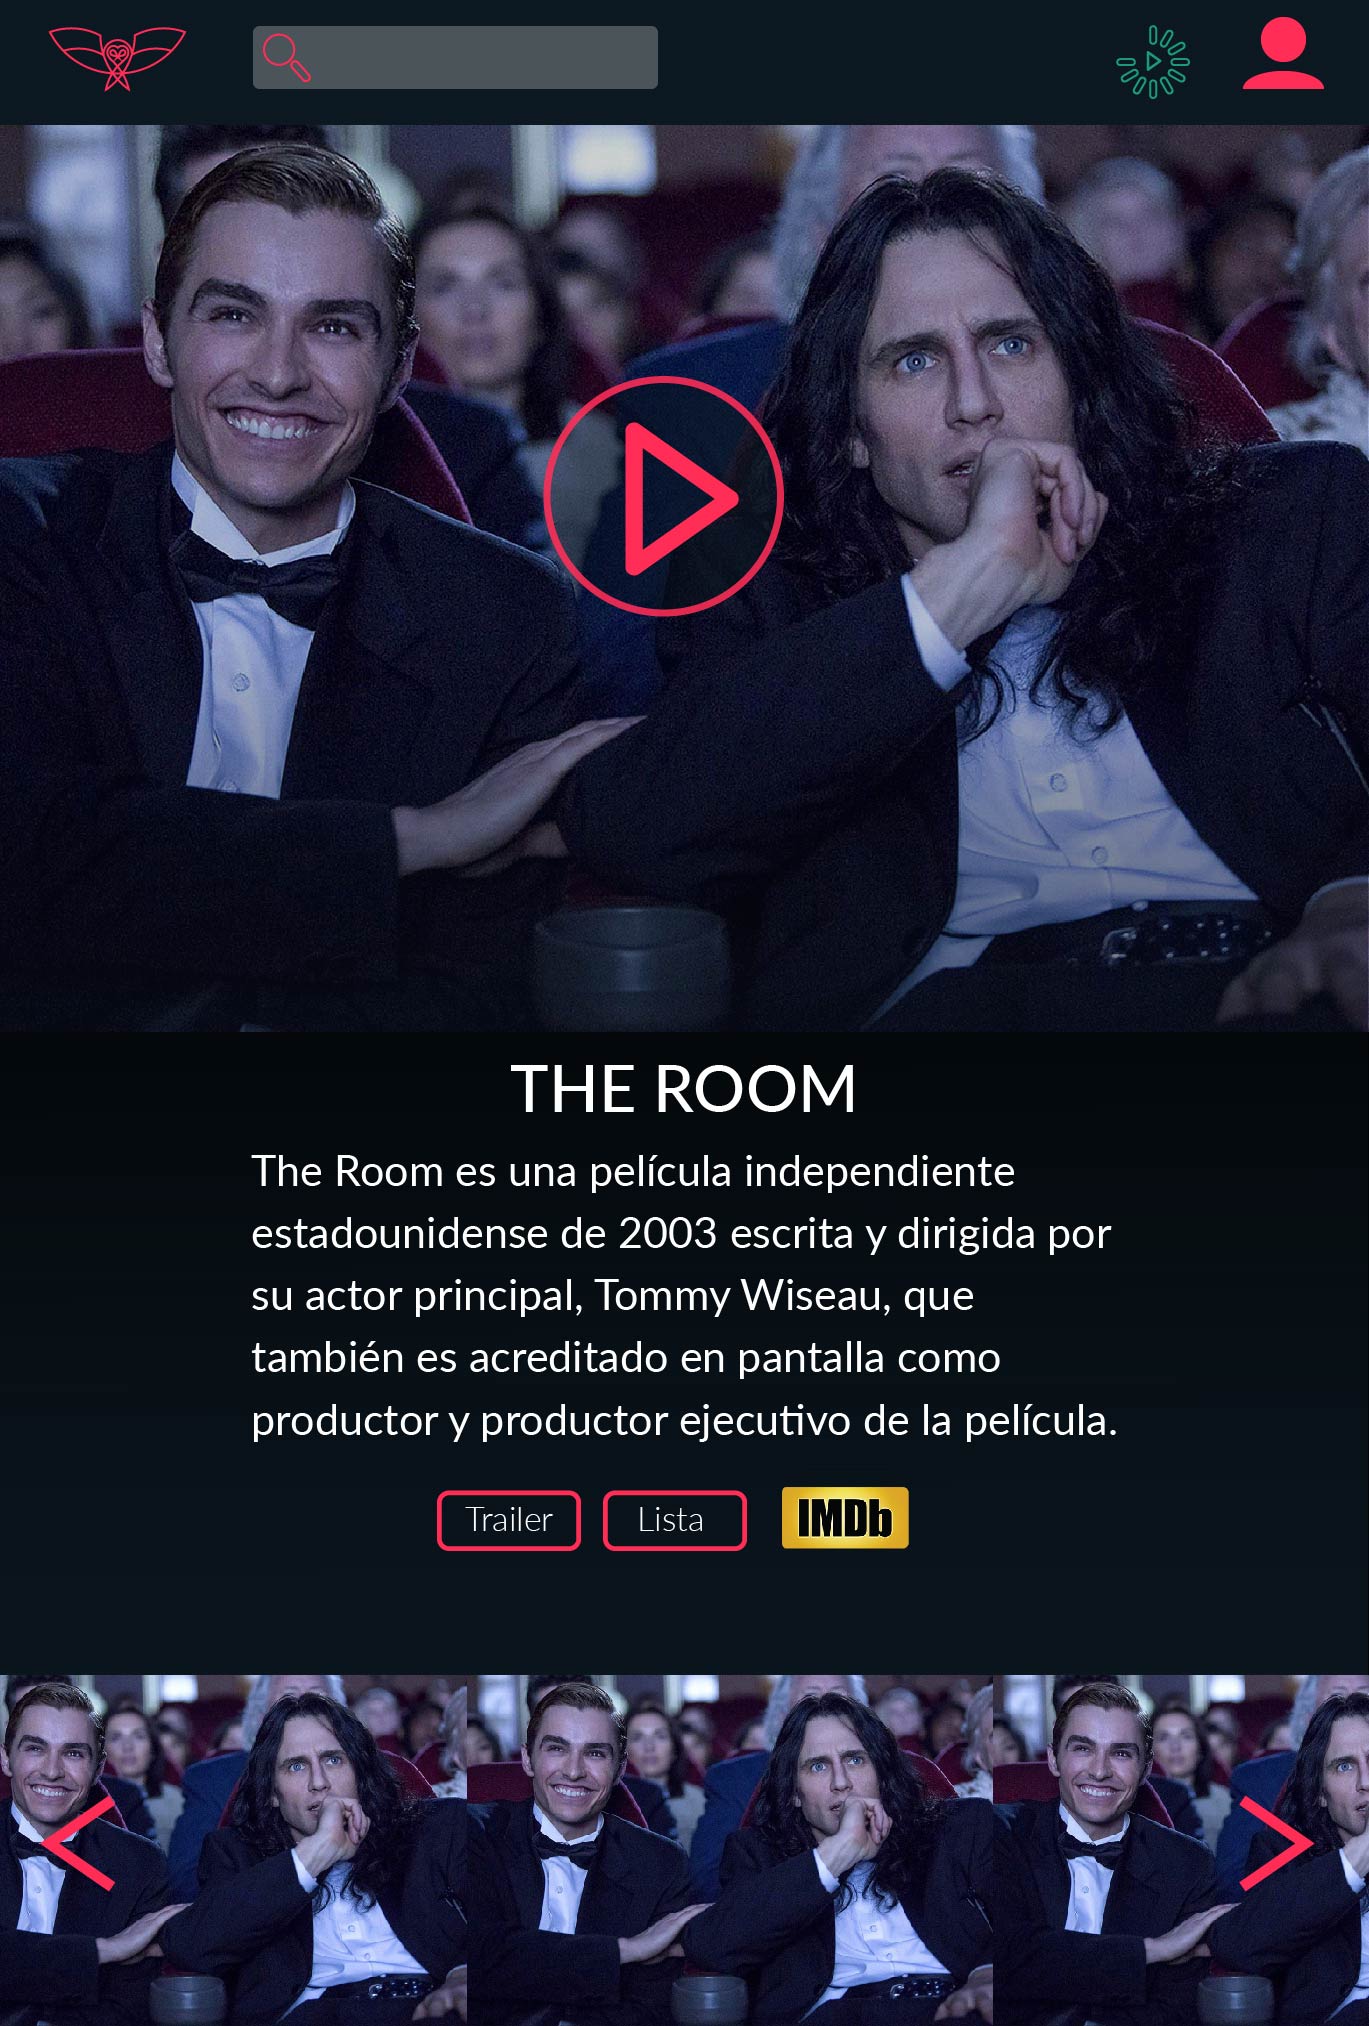 THE ROOM
The Room es una película independiente
estadounidense de 2003 escrita y dirigida por
su actor principal, Tommy Wiseau, que
también es acreditado en pantalla como
productor y productor ejecutivo de la película.
Trailer Lista IMDb